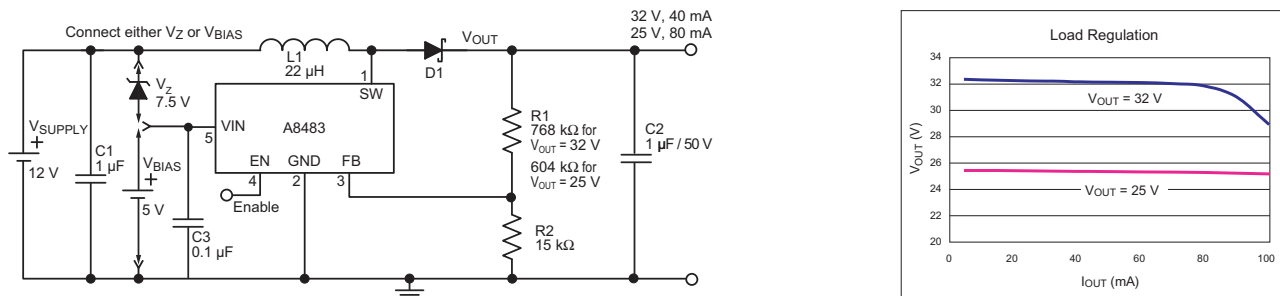 Connect either VZ or VBIAS
32 V, 40 mA
25 V, 80 mA
VOUT
L1
22 µH
D1
1
SW
VZ
7.5 V
VIN
5
A8483
R1
768 kΩ for
VOUT = 32 V
604 kΩ for
VOUT = 25 V
C2
1 µF / 50 V
VSUPPLY
+
12 V
C1
1 µF
VBIAS
+
5 V
EN
GND
FB
4
2
3
Enable
C3
0.1 µF
R2
15 kΩ
Load Regulation
VOUT (V)
34
32
30
28
26
24
22
20
VOUT = 32 V
VOUT = 25 V
0
20
40
60
80
100
IOUT (mA)